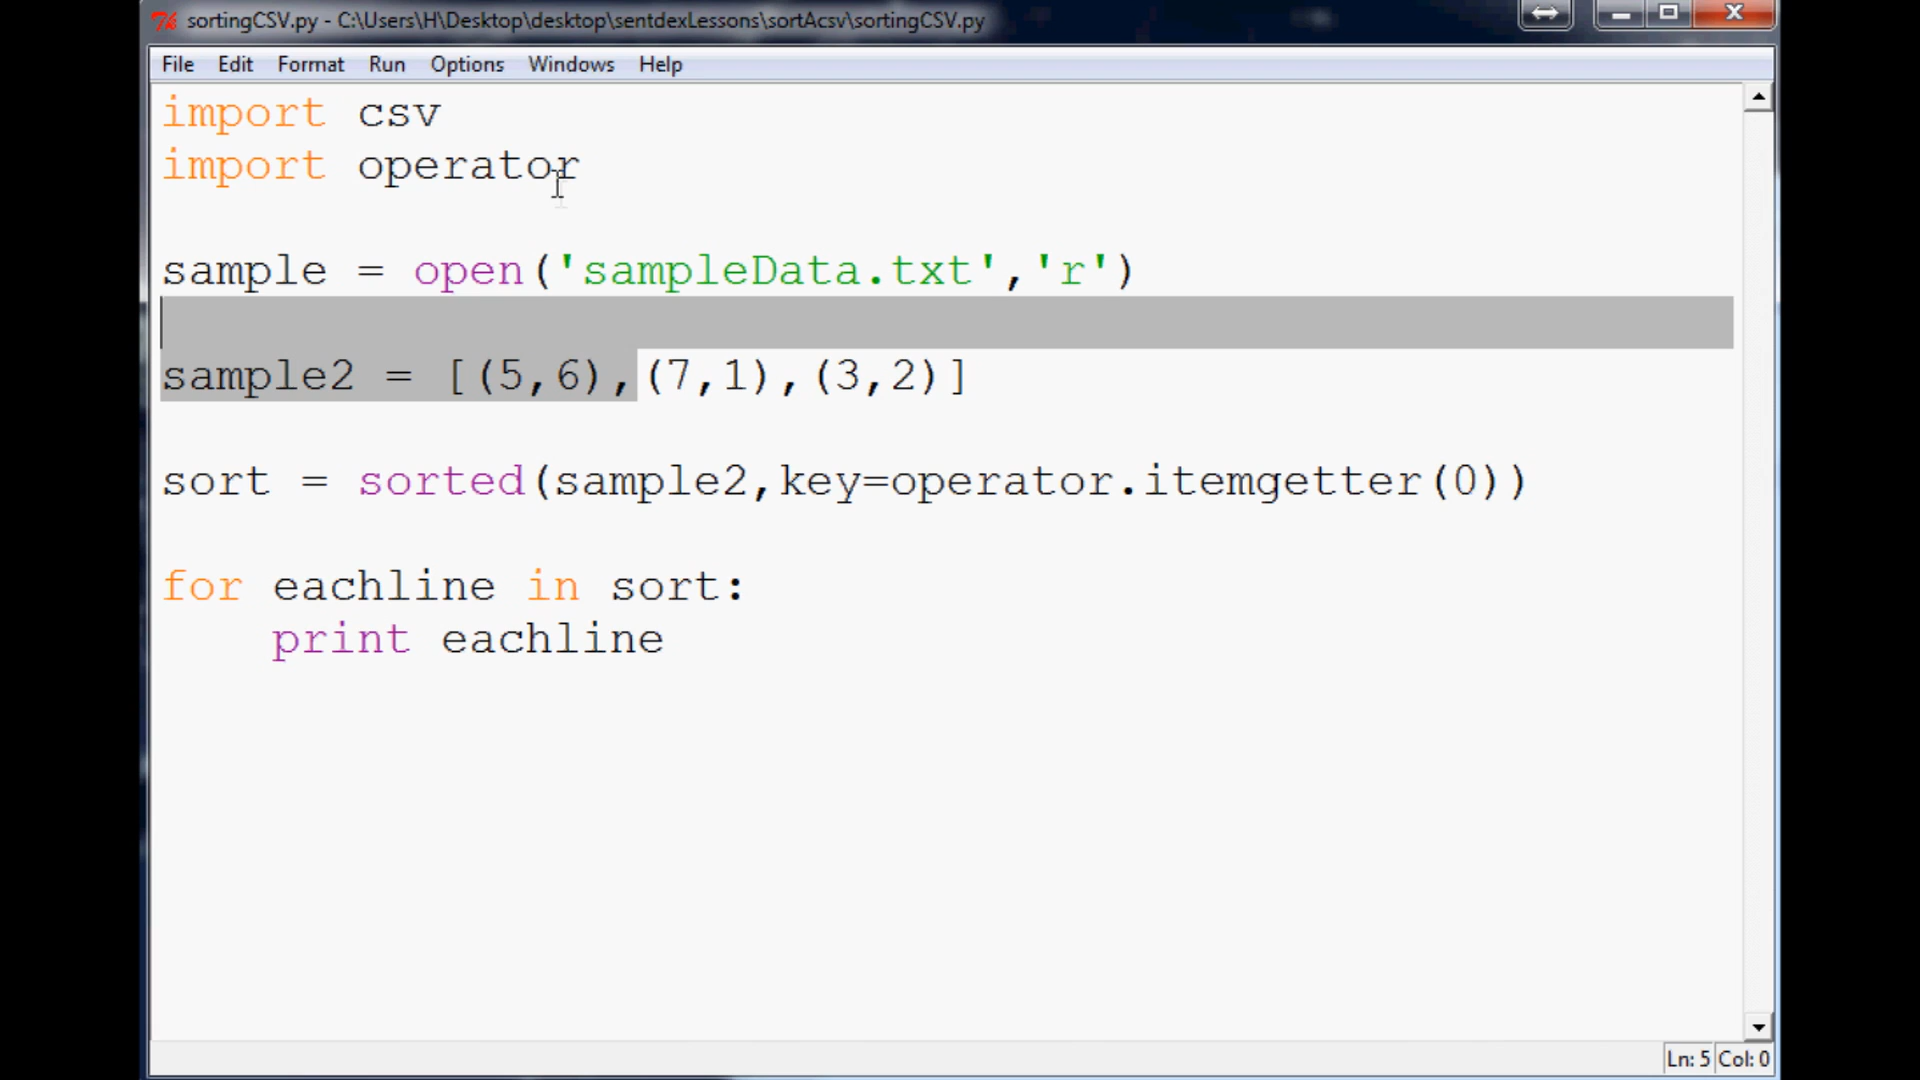 sortingCSV.py - C:\Users\H\Desktop\desktop\sentdexLessons\sortAcsv\sortingCSV.py
File Edit Format Run Options Windows Help
import csv
import operator
sample = open('sampleData.txt','r')
sample2 = [(5,6),(7,1),(3,2)]
sort = sorted(sample2,key=operator.itemgetter(0))
for eachline in sort:
    print eachline
Ln: 5 Col: 0